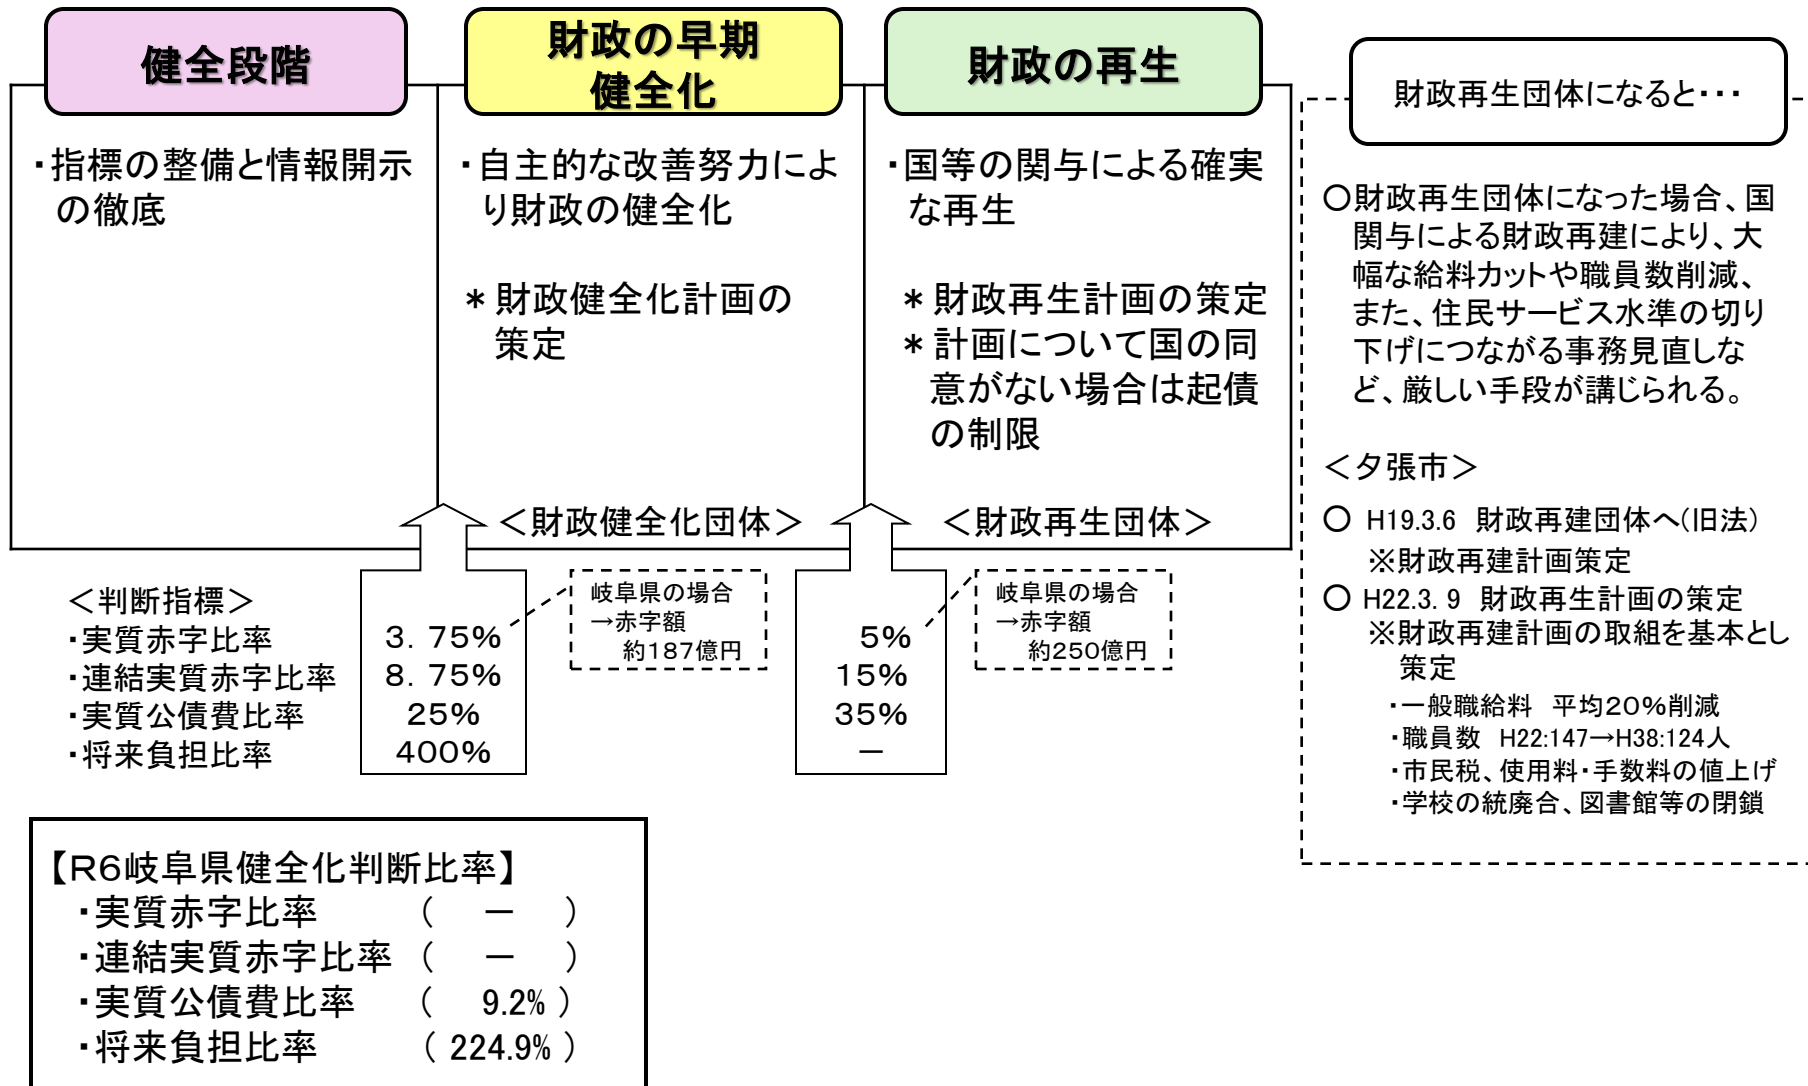 健全段階
・指標の整備と情報開示
の徹底
財政の早期
健全化
・自主的な改善努力によ
り財政の健全化
＊財政健全化計画の
策定
＜財政健全化団体＞
財政の再生
・国等の関与による確実
な再生
＊財政再生計画の策定
＊計画について国の同
意がない場合は起債
の制限
＜財政再生団体＞
＜判断指標＞
・実質赤字比率
・連結実質赤字比率
・実質公債費比率
・将来負担比率
３．７５％
８．７５％
２５％
４００％
岐阜県の場合
→赤字額
約１８７億円
５％
１５％
３５％
－
岐阜県の場合
→赤字額
約２５０億円
【Ｒ６岐阜県健全化判断比率】
・実質赤字比率 （ － ）
・連結実質赤字比率 （ － ）
・実質公債費比率 （ 9.2% ）
・将来負担比率 （ 224.9% ）
財政再生団体になると・・・
○財政再生団体になった場合、国
関与による財政再建により、大
幅な給料カットや職員数削減、
また、住民サービス水準の切り
下げにつながる事務見直しな
ど、厳しい手段が講じられる。
＜夕張市＞
○ H19.3.6 財政再建団体へ（旧法）
※財政再建計画策定
○ H22.3. 9 財政再生計画の策定
※財政再建計画の取組を基本とし
策定
・一般職給料 平均２０％削減
・職員数 H22:147→H38:124人
・市民税、使用料・手数料の値上げ
・学校の統廃合、図書館等の閉鎖